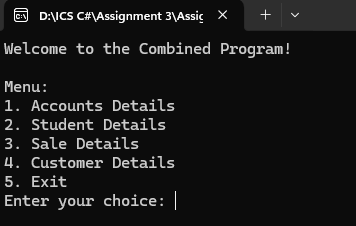 D:\ICS C#\Assignment 3\Assig
Welcome to the Combined Program!
Menu:
1. Accounts Details
2. Student Details
3. Sale Details
4. Customer Details
5. Exit
Enter your choice: